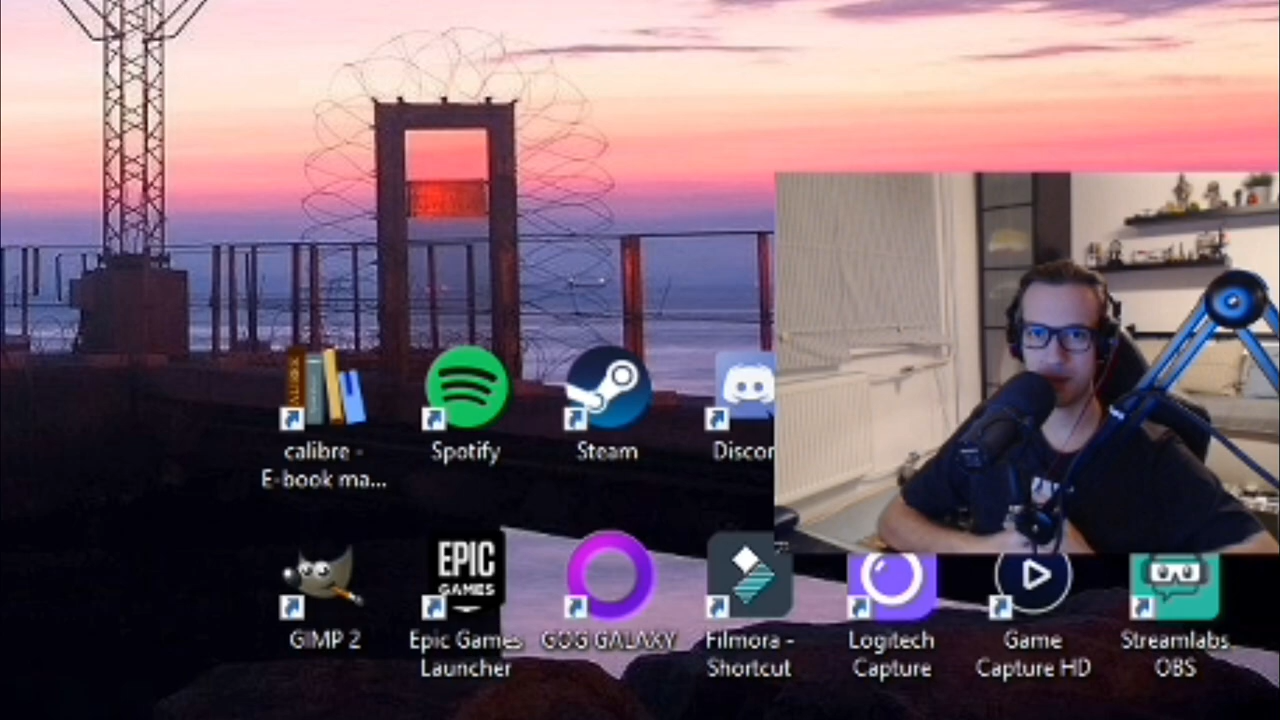 calibre -
E-book ma...
Spotify
Steam
Discor
EPIC
GAMES
GIMP 2
Epic Games
Launcher
GOG GALAXY
Filmora -
Shortcut
Logitech
Capture
Game
Capture HD
Streamlabs
OBS